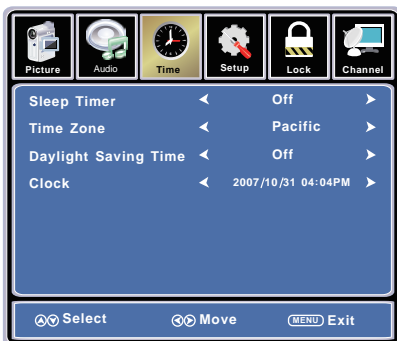 Picture Audio Time Setup Lock Channel
Sleep Timer Off
Time Zone Pacific
Daylight Saving Time Off
Clock 2007/10/31 04:04PM
Select Move MENU Exit